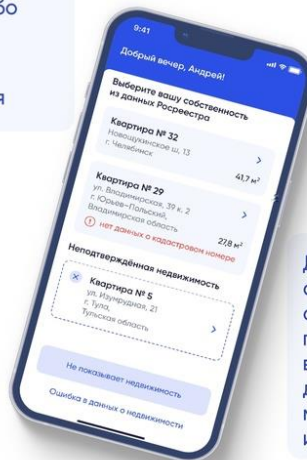 бо
я
9:41
Добрый вечер, Андрей!
Выберите вашу собственность
из данных Росреестра
Квартира № 32
Новощукинское ш, 13
г. Челябинск
41,7 м²
Квартира № 29
ул. Владимирская, 39 к. 2
г. Юрьев-Польский,
Владимирская область
27,8 м²
нет данных о кадастровом номере
Неподтверждённая недвижимость
Квартира № 5
ул. Изумрудная, 21
г. Тула,
Тульская область
Не показывает недвижимость
Ошибка в данных о недвижимости